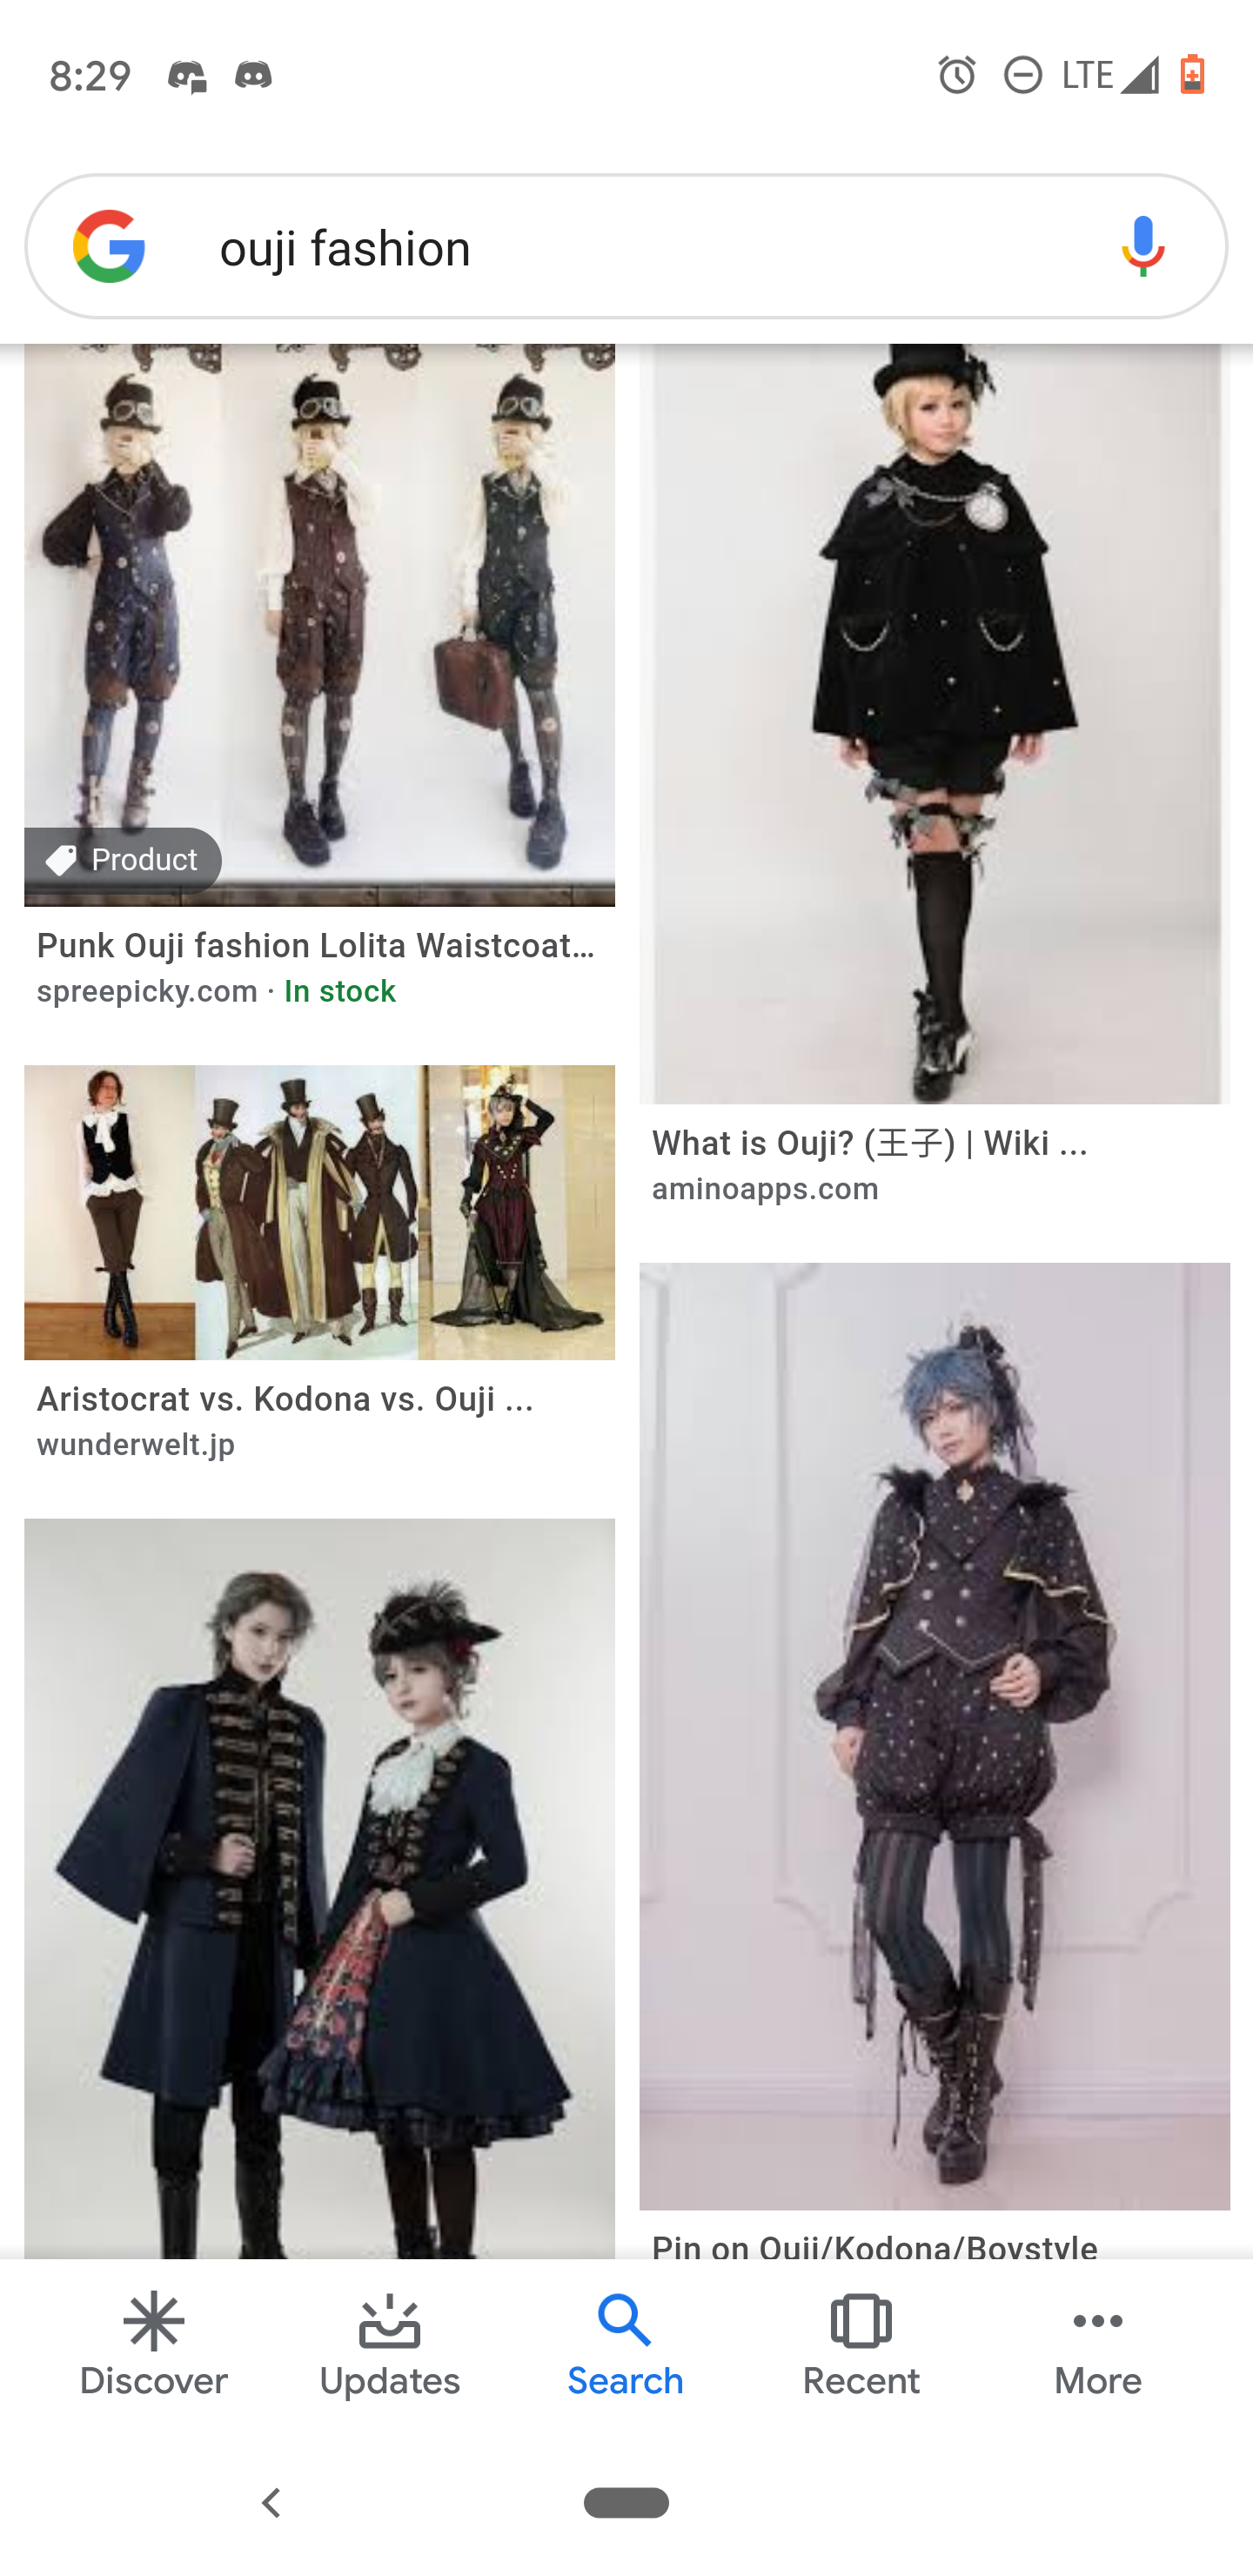 8:29
LTE
ouji fashion
Product
Punk Ouji fashion Lolita Waistcoat...
spreepicky.com · In stock
What is Ouji? (王子) | Wiki ...
aminoapps.com
Aristocrat vs. Kodona vs. Ouji ...
wunderwelt.jp
Pin on Ouji/Kodona/Boystyle
Discover
Updates
Search
Recent
More